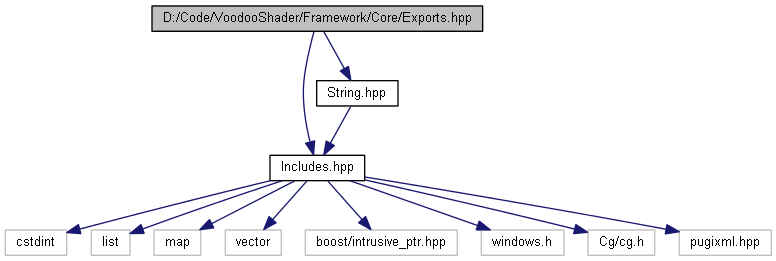 D:/Code/VoodooShader/Framework/Core/Exports.hpp
String.hpp
Includes.hpp
cstdint
list
map
vector
boost/intrusive_ptr.hpp
windows.h
Cg/cg.h
pugixml.hpp